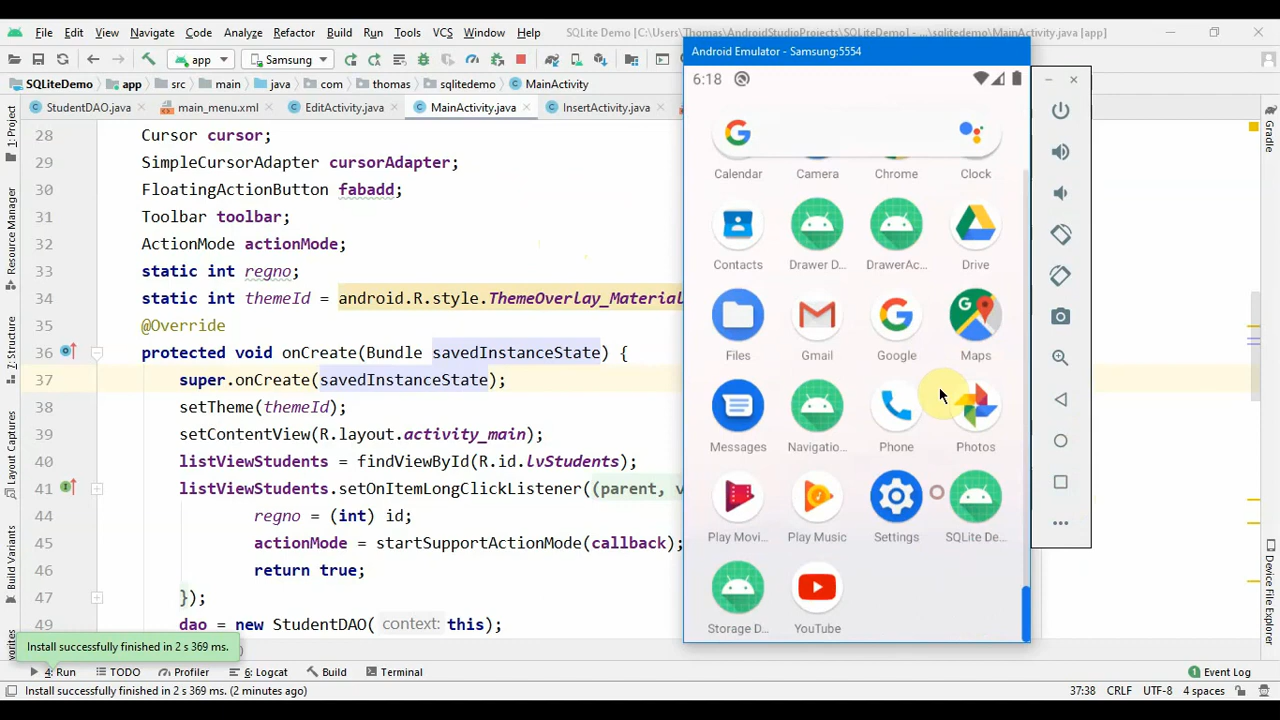 File Edit View Navigate Code Analyze Refactor Build Run Tools VCS Window Help SQLite Demo [C:\Users\Thomas\AndroidStudioProjects\SQLiteDemo] - ...\sqlitedemo\MainActivity.java [app]
app Samsung
SQLiteDemo app src main java com thomas sqlitedemo MainActivity
StudentDAO.java main_menu.xml EditActivity.java MainActivity.java InsertActivity.java
28 Cursor cursor;
29 SimpleCursorAdapter cursorAdapter;
30 FloatingActionButton fabadd;
31 Toolbar toolbar;
32 ActionMode actionMode;
33 static int regno;
34 static int themeId = android.R.style.ThemeOverlay_Material
35 @Override
36 protected void onCreate(Bundle savedInstanceState) {
37 super.onCreate(savedInstanceState);
38 setTheme(themeId);
39 setContentView(R.layout.activity_main);
40 listViewStudents = findViewById(R.id.lvStudents);
41 listViewStudents.setOnItemLongClickListener((parent, v
44 regno = (int) id;
45 actionMode = startSupportActionMode(callback);
46 return true;
47 });
49 dao = new StudentDAO( context: this);
Install successfully finished in 2 s 369 ms.
4: Run TODO Profiler 6: Logcat Build Terminal Event Log
Install successfully finished in 2 s 369 ms. (2 minutes ago) 37:38 CRLF UTF-8 4 spaces
1: Project
Resource Manager
7: Structure
Layout Captures
Build Variants
Gradle
Device File Explorer
Android Emulator - Samsung:5554
6:18
Calendar Camera Chrome Clock
Contacts Drawer D... DrawerAc... Drive
Files Gmail Google Maps
Messages Navigatio... Phone Photos
Play Movi... Play Music Settings SQLite De...
Storage D... YouTube